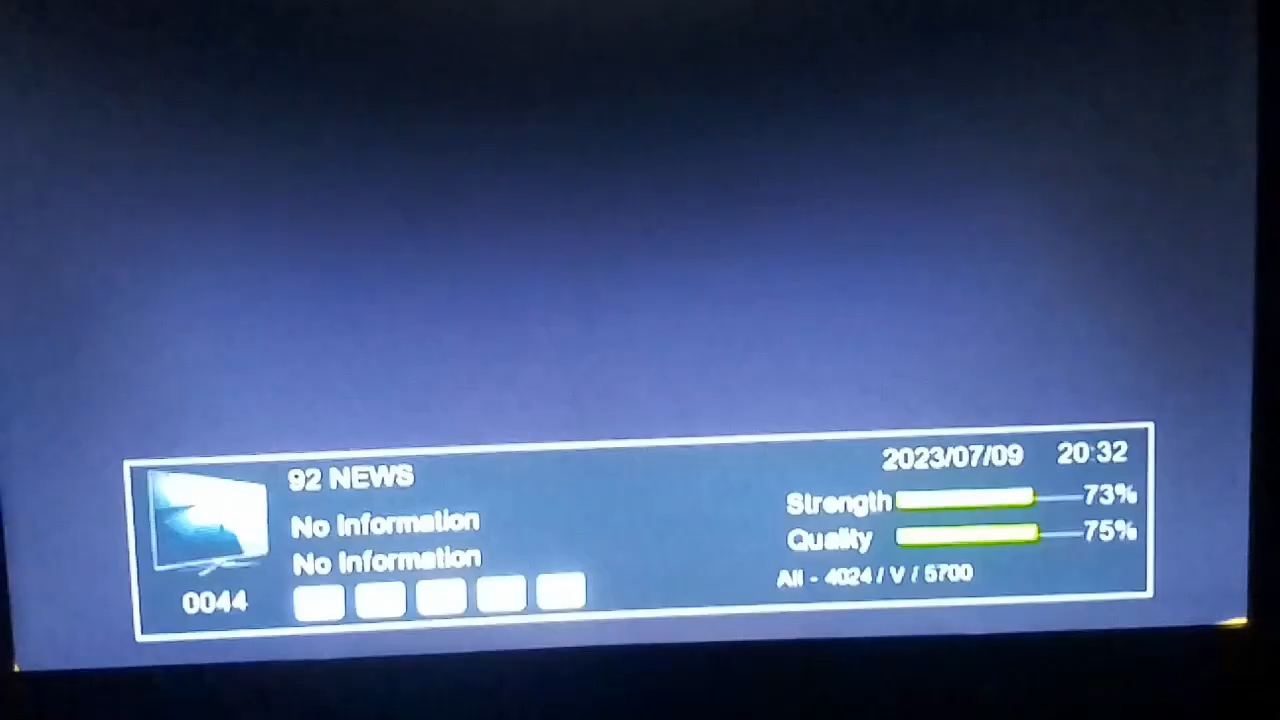 92 NEWS
2023/07/09 20:32
No Information
Strength 73%
No Information
Quality 75%
0044
All - 4024 / V / 5700